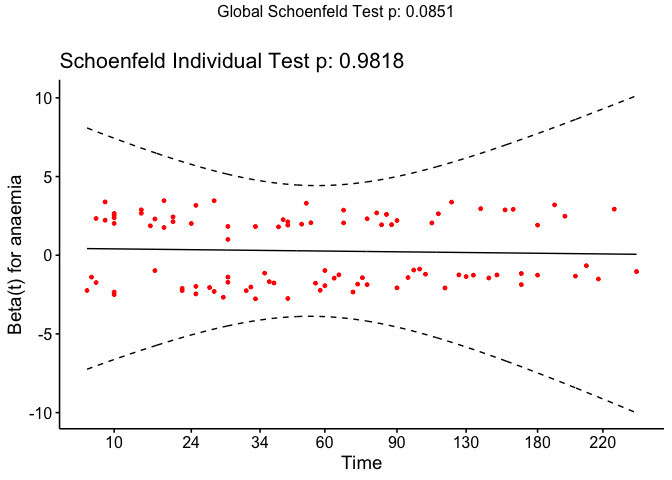 Global Schoenfeld Test p: 0.0851
Schoenfeld Individual Test p: 0.9818
10
5
0
-5
-10
Beta(t) for anaemia
10 24 34 60 90 130 180 220
Time